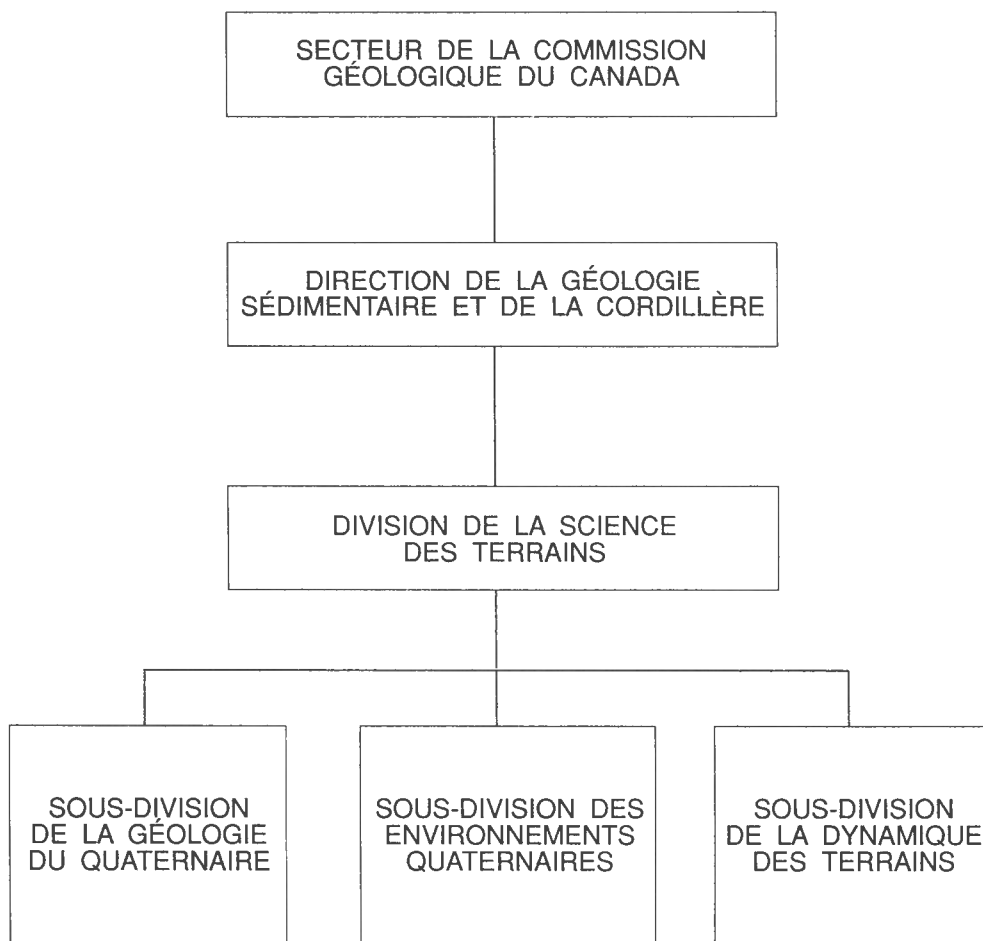 SECTEUR DE LA COMMISSION
GÉOLOGIQUE DU CANADA
DIRECTION DE LA GÉOLOGIE
SÉDIMENTAIRE ET DE LA CORDILLÈRE
DIVISION DE LA SCIENCE
DES TERRAINS
SOUS-DIVISION
DE LA GÉOLOGIE
DU QUATERNAIRE
SOUS-DIVISION DES
ENVIRONNEMENTS
QUATERNAIRES
SOUS-DIVISION
DE LA DYNAMIQUE
DES TERRAINS